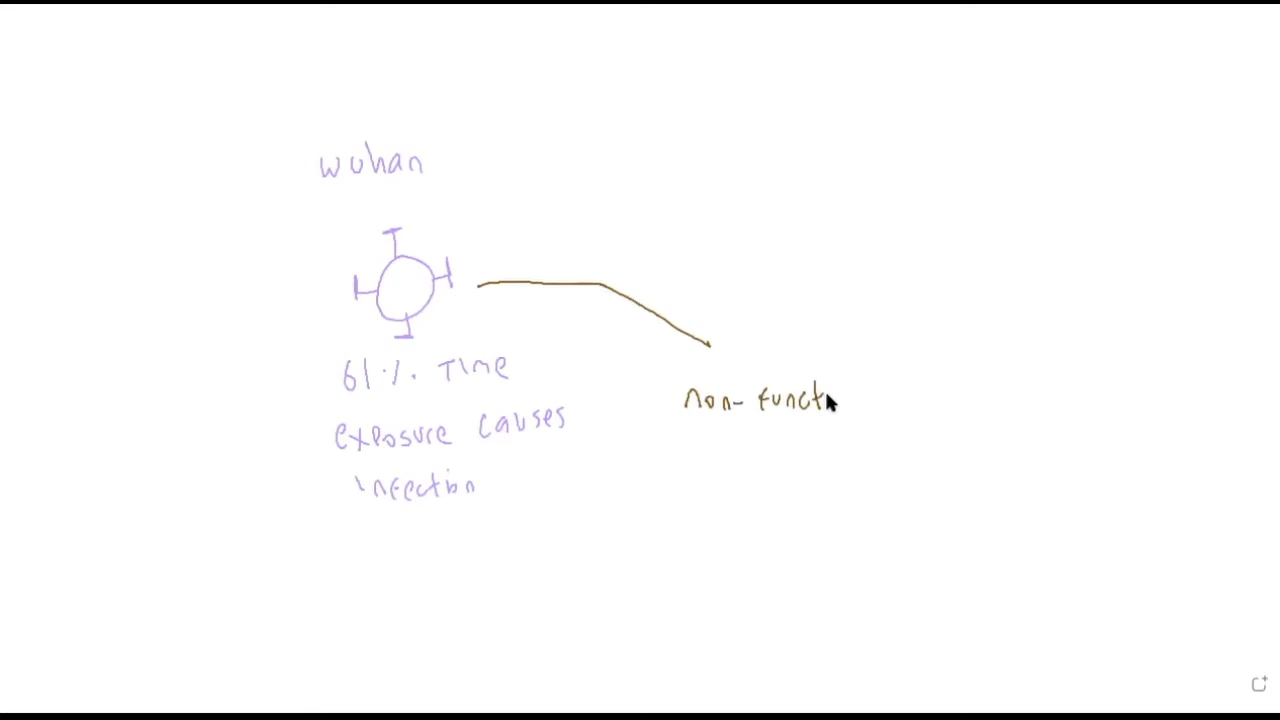 wuhan
61% Time
exposure causes
infection
non-funct